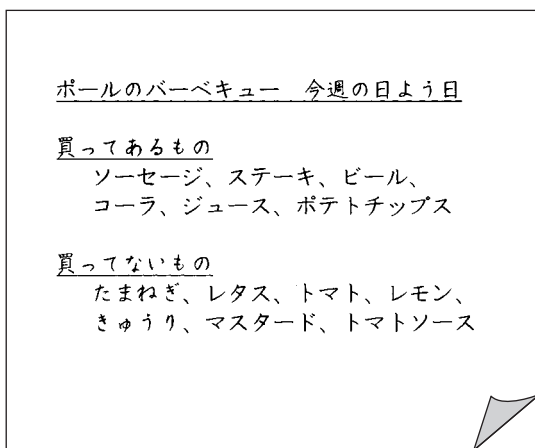 ポールのバーベキュー　今週の日よう日
買ってあるもの
ソーセージ、ステーキ、ビール、
コーラ、ジュース、ポテトチップス
買ってないもの
たまねぎ、レタス、トマト、レモン、
きゅうり、マスタード、トマトソース